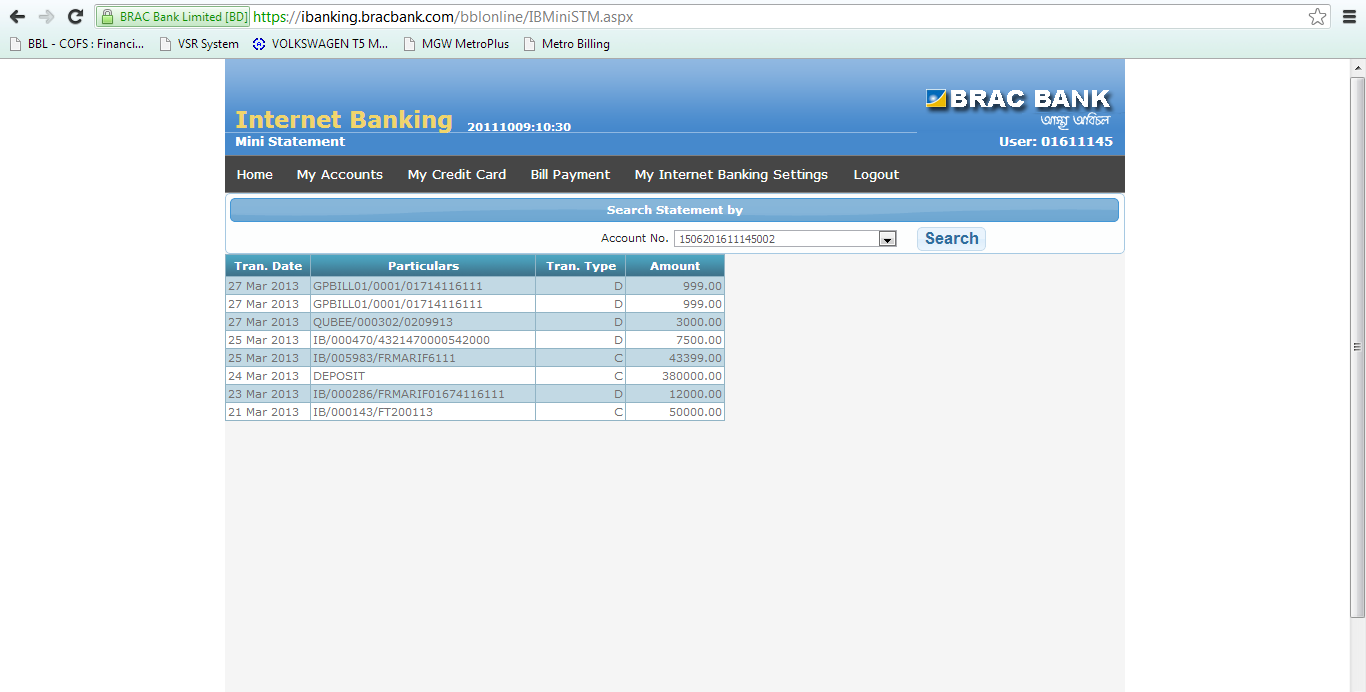 BRAC Bank Limited [BD] https://ibanking.bracbank.com/bblonline/IBMiniSTM.aspx
BBL - COFS : Financi... VSR System VOLKSWAGEN T5 M... MGW MetroPlus Metro Billing
BRAC BANK
Internet Banking 20111009:10:30
Mini Statement User: 01611145
Home My Accounts My Credit Card Bill Payment My Internet Banking Settings Logout
Search Statement by
Account No. 1506201611145002 Search
Tran. Date Particulars Tran. Type Amount
27 Mar 2013 GPBILL01/0001/01714116111 D 999.00
27 Mar 2013 GPBILL01/0001/01714116111 D 999.00
27 Mar 2013 QUBEE/000302/0209913 D 3000.00
25 Mar 2013 IB/000470/4321470000542000 D 7500.00
25 Mar 2013 IB/005983/FRMARIF6111 C 43399.00
24 Mar 2013 DEPOSIT C 380000.00
23 Mar 2013 IB/000286/FRMARIF01674116111 D 12000.00
21 Mar 2013 IB/000143/FT200113 C 50000.00